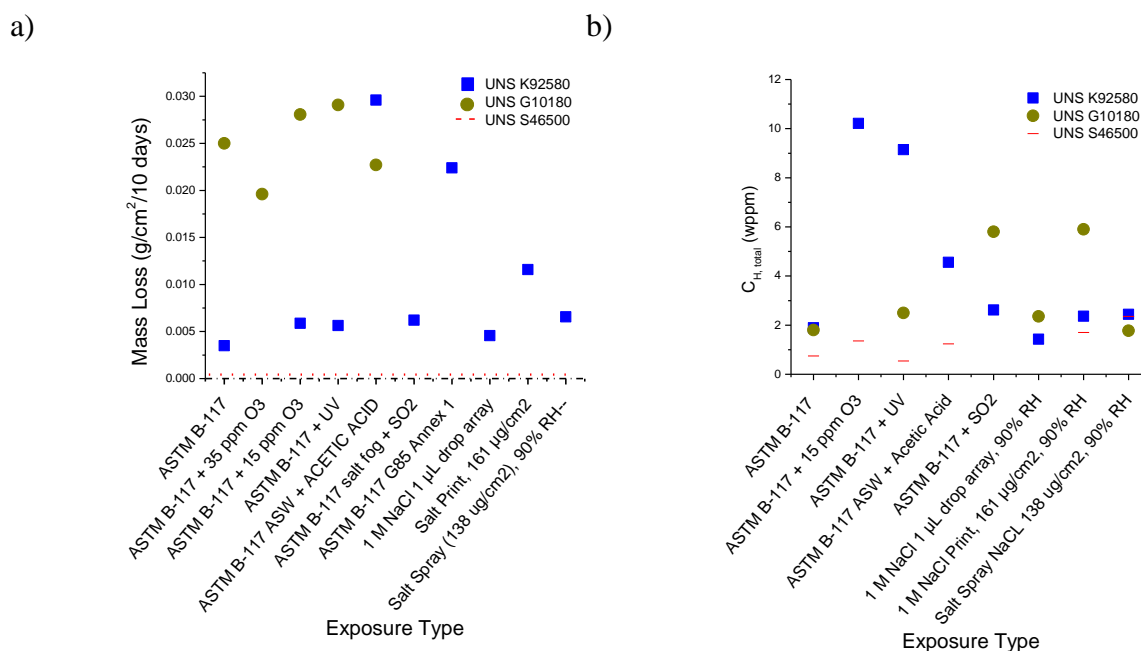 a)
b)
UNS K92580
UNS G10180
UNS S46500
0.030
0.025
0.020
0.015
0.010
0.005
0.000
Mass Loss (g/cm²/10 days)
ASTM B-117
ASTM B-117 + 35 ppm O3
ASTM B-117 + 15 ppm O3
ASTM B-117 + UV
ASTM B-117 ASW + ACETIC ACID
ASTM B-117 salt fog + SO2
ASTM B-117 G85 Annex 1
1 M NaCl 1 µL drop array
Salt Print, 161 µg/cm2
Salt Spray (138 ug/cm2), 90% RH--
Exposure Type
UNS K92580
UNS G10180
UNS S46500
12
10
8
6
4
2
0
C H, total (wppm)
ASTM B-117
ASTM B-117 + 15 ppm O3
ASTM B-117 + UV
ASTM B-117 ASW + Acetic Acid
ASTM B-117 + SO2
1 M NaCl 1 µL drop array, 90% RH
1 M NaCl Print, 161 µg/cm2, 90% RH
Salt Spray NaCL 138 ug/cm2, 90% RH
Exposure Type